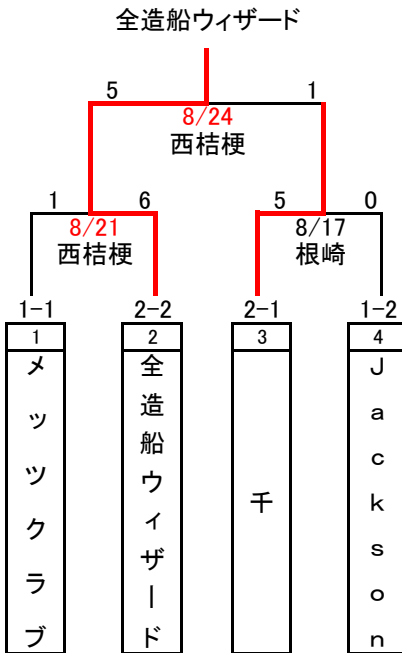 全造船ウィザード
5 1
8/24
西桔梗
1 6 5 0
8/21 8/17
西桔梗 根崎
1-1 2-2 2-1 1-2
1 2 3 4
メッツクラブ
全造船ウィザード
千
Jackson